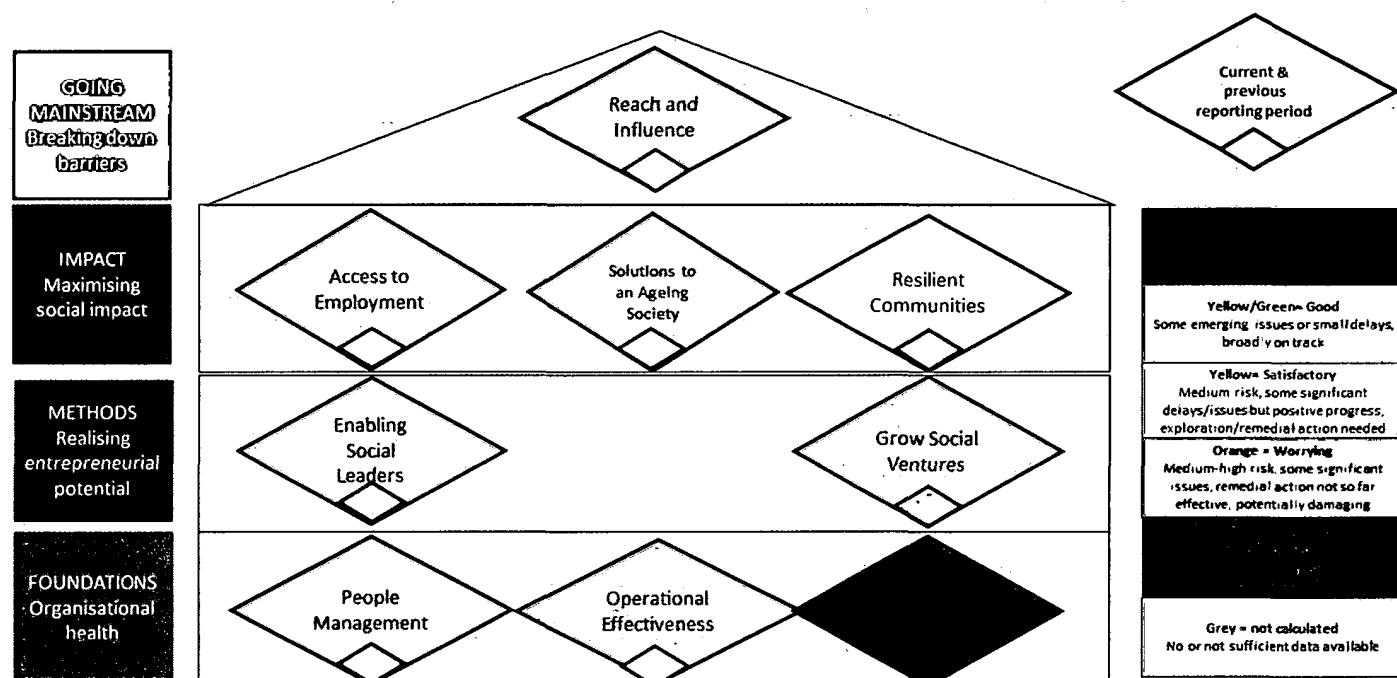 GOING
MAINSTREAM
Breaking down
barriers
Reach and
Influence
Current &
previous
reporting period
IMPACT
Maximising
social impact
Access to
Employment
Solutions to
an Ageing
Society
Resilient
Communities
Yellow/Green= Good
Some emerging issues or small delays,
broadly on track
METHODS
Realising
entrepreneurial
potential
Enabling
Social
Leaders
Grow Social
Ventures
Yellow= Satisfactory
Medium risk, some significant
delays/issues but positive progress,
exploration/remedial action needed
Orange = Worrying
Medium-high risk, some significant
issues, remedial action not so far
effective, potentially damaging
FOUNDATIONS
Organisational
health
People
Management
Operational
Effectiveness
Grey = not calculated
No or not sufficient data available